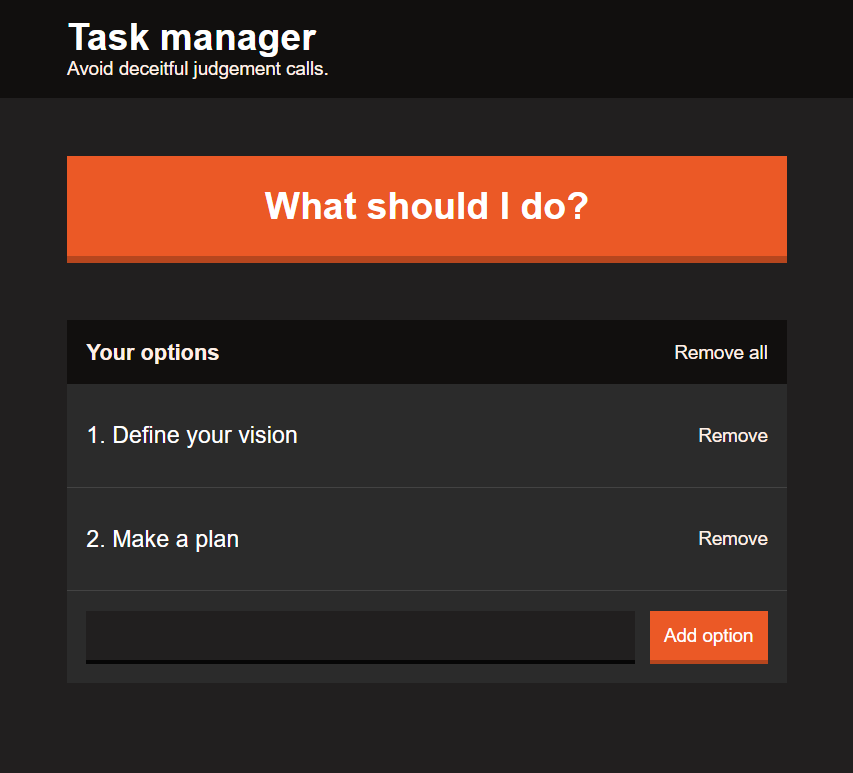 Task manager
Avoid deceitful judgement calls.
What should I do?
Your options Remove all
1. Define your vision Remove
2. Make a plan Remove
Add option